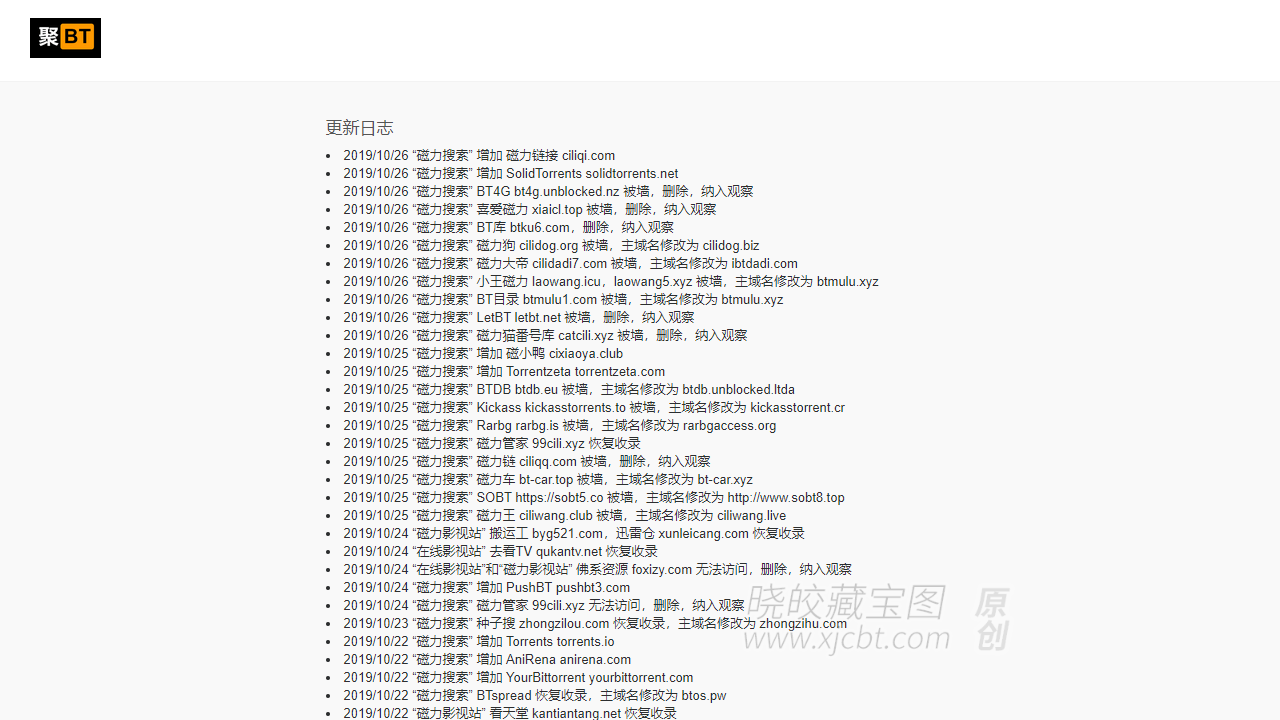 聚BT
更新日志
2019/10/26 “磁力搜索” 增加 磁力链接 ciliqi.com
2019/10/26 “磁力搜索” 增加 SolidTorrents solidtorrents.net
2019/10/26 “磁力搜索” BT4G bt4g.unblocked.nz 被墙，删除，纳入观察
2019/10/26 “磁力搜索” 喜爱磁力 xiaicl.top 被墙，删除，纳入观察
2019/10/26 “磁力搜索” BT库 btku6.com，删除，纳入观察
2019/10/26 “磁力搜索” 磁力狗 cilidog.org 被墙，主域名修改为 cilidog.biz
2019/10/26 “磁力搜索” 磁力大帝 cilidadi7.com 被墙，主域名修改为 ibtdadi.com
2019/10/26 “磁力搜索” 小王磁力 laowang.icu，laowang5.xyz 被墙，主域名修改为 btmulu.xyz
2019/10/26 “磁力搜索” BT目录 btmulu1.com 被墙，主域名修改为 btmulu.xyz
2019/10/26 “磁力搜索” LetBT letbt.net 被墙，删除，纳入观察
2019/10/26 “磁力搜索” 磁力猫番号库 catcili.xyz 被墙，删除，纳入观察
2019/10/25 “磁力搜索” 增加 磁小鸭 cixiaoya.club
2019/10/25 “磁力搜索” 增加 Torrentzeta torrentzeta.com
2019/10/25 “磁力搜索” BTDB btdb.eu 被墙，主域名修改为 btdb.unblocked.ltda
2019/10/25 “磁力搜索” Kickass kickasstorrents.to 被墙，主域名修改为 kickasstorrent.cr
2019/10/25 “磁力搜索” Rarbg rarbg.is 被墙，主域名修改为 rarbgaccess.org
2019/10/25 “磁力搜索” 磁力管家 99cili.xyz 恢复收录
2019/10/25 “磁力搜索” 磁力链 ciliqq.com 被墙，删除，纳入观察
2019/10/25 “磁力搜索” 磁力车 bt-car.top 被墙，主域名修改为 bt-car.xyz
2019/10/25 “磁力搜索” SOBT https://sobt5.co 被墙，主域名修改为 http://www.sobt8.top
2019/10/25 “磁力搜索” 磁力王 ciliwang.club 被墙，主域名修改为 ciliwang.live
2019/10/24 “磁力影视站” 搬运工 byg521.com，迅雷仓 xunleicang.com 恢复收录
2019/10/24 “在线影视站” 去看TV qukantv.net 恢复收录
2019/10/24 “在线影视站”和“磁力影视站” 佛系资源 foxizy.com 无法访问，删除，纳入观察
2019/10/24 “磁力搜索” 增加 PushBT pushbt3.com
2019/10/24 “磁力搜索” 磁力管家 99cili.xyz 无法访问，删除，纳入观察
2019/10/23 “磁力搜索” 种子搜 zhongzilou.com 恢复收录，主域名修改为 zhongzihu.com
2019/10/22 “磁力搜索” 增加 Torrents torrents.io
2019/10/22 “磁力搜索” 增加 AniRena anirena.com
2019/10/22 “磁力搜索” 增加 YourBittorrent yourbittorrent.com
2019/10/22 “磁力搜索” BTspread 恢复收录，主域名修改为 btos.pw
2019/10/22 “磁力影视站” 看天堂 kantiantang.net 恢复收录
晓皎藏宝图
www.xjcbt.com
原创